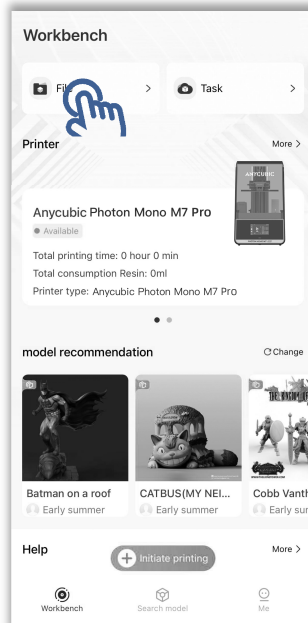 Workbench
Task
Printer
More >
ANYCUBIC
Anycubic Photon Mono M7 Pro
Available
Total printing time: 0 hour 0 min
Total consumption Resin: 0ml
Printer type: Anycubic Photon Mono M7 Pro
model recommendation
Change
Batman on a roof
CATBUS(MY NEI...
Cobb Vanth
Early summer
Early summer
Early sur
Help
Initiate printing
More >
Workbench
Search model
Me